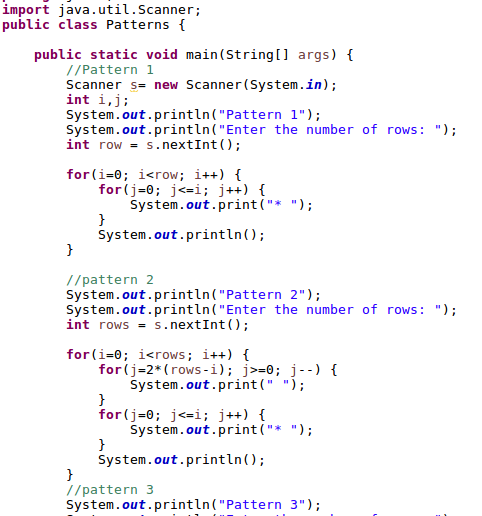 import java.util.Scanner;
public class Patterns {
public static void main(String[] args) {
//Pattern 1
Scanner s= new Scanner(System.in);
int i,j;
System.out.println("Pattern 1");
System.out.println("Enter the number of rows: ");
int row = s.nextInt();
for(i=0; i<row; i++) {
for(j=0; j<=i; j++) {
System.out.print("* ");
}
System.out.println();
}
//pattern 2
System.out.println("Pattern 2");
System.out.println("Enter the number of rows: ");
int rows = s.nextInt();
for(i=0; i<rows; i++) {
for(j=2*(rows-i); j>=0; j--) {
System.out.print(" ");
}
for(j=0; j<=i; j++) {
System.out.print("* ");
}
System.out.println();
}
//pattern 3
System.out.println("Pattern 3");